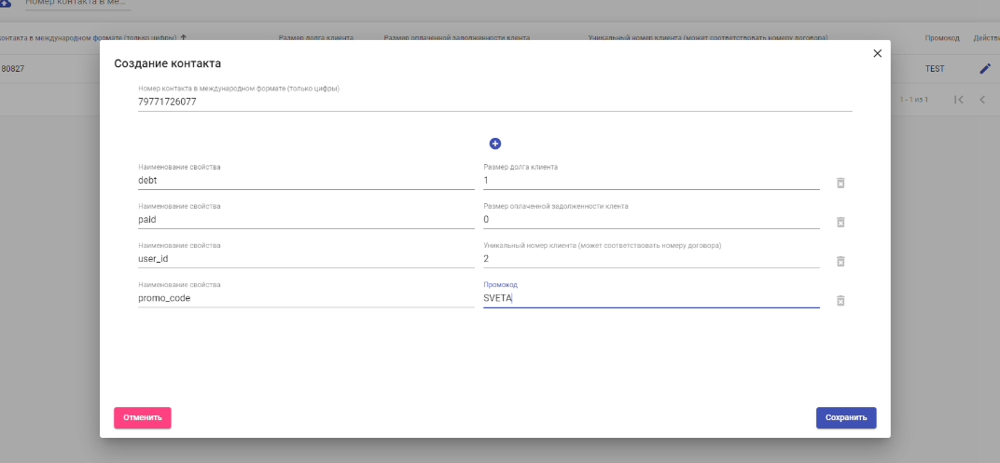 Номер контакта в ме...
контакта в международном формате (только цифры)
Размер долга клиента
Размер оплаченной задолженности клента
Уникальный номер клиента (может соответствовать номеру договора)
Промокод
Действи
80827
TEST
1 - 1 из 1
Создание контакта
Номер контакта в международном формате (только цифры)
79771726077
Наименование свойства
Размер долга клиента
debt
1
Наименование свойства
Размер оплаченной задолженности клента
paid
0
Наименование свойства
Уникальный номер клиента (может соответствовать номеру договора)
user_id
2
Наименование свойства
Промокод
promo_code
SVETA
Отменить
Сохранить